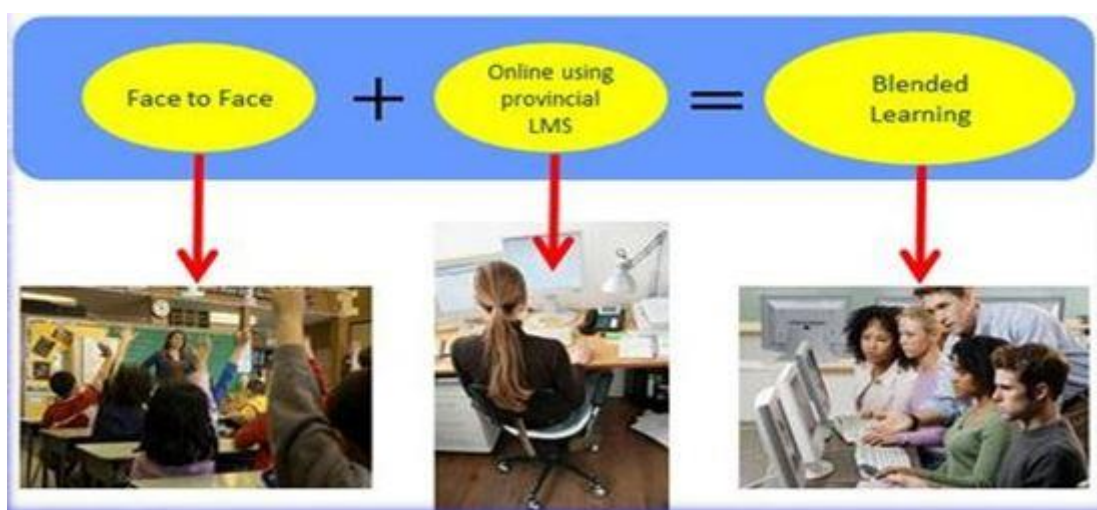 Face to Face
+
Online using
provincial
LMS
=
Blended
Learning